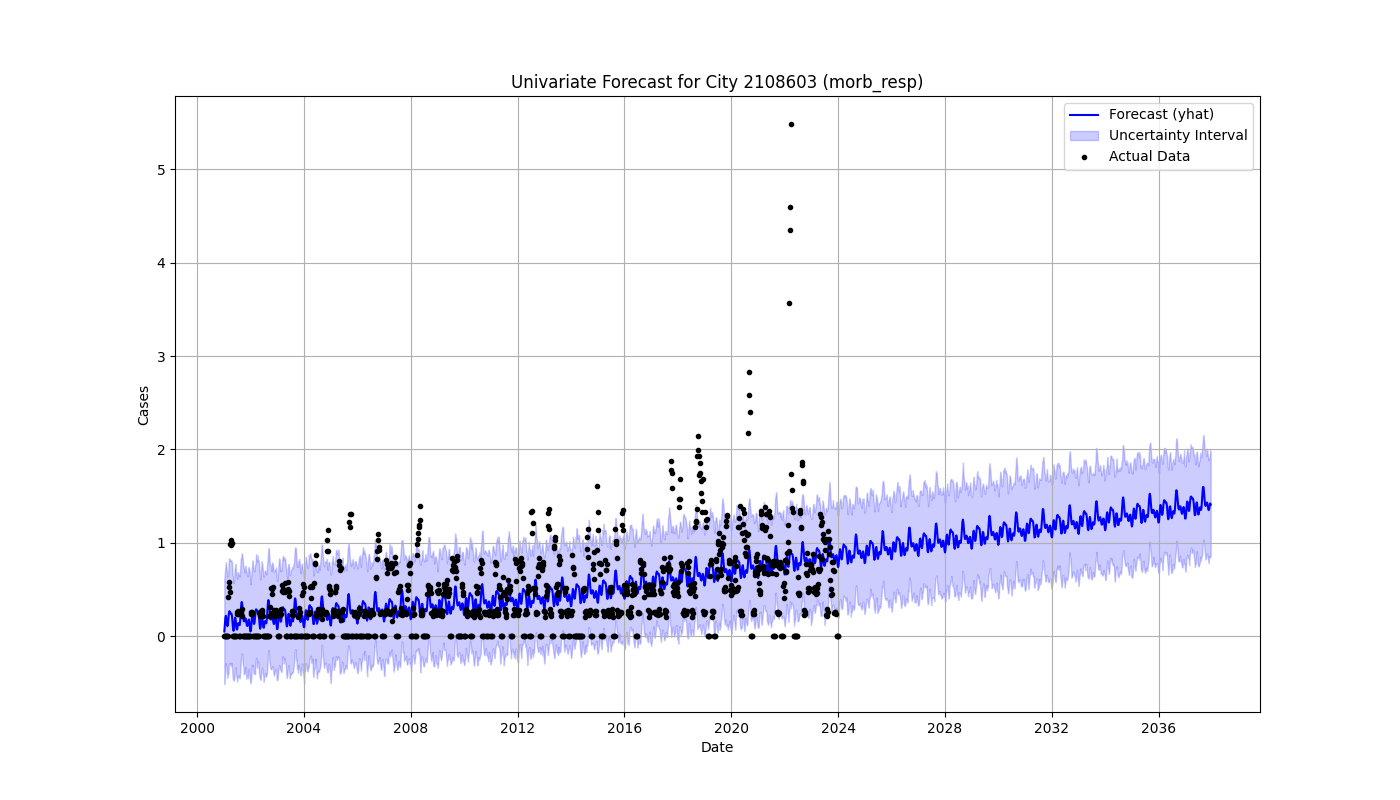 Univariate Forecast for City 2108603 (morb_resp)
Forecast (yhat)
Uncertainty Interval
Actual Data
Cases
5
4
3
2
1
0
2000 2004 2008 2012 2016 2020 2024 2028 2032 2036
Date